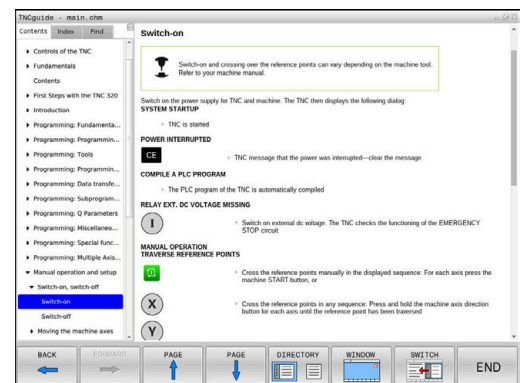 TNCguide - main.chm
Contents Index Find
Controls of the TNC
Fundamentals
Contents
First Steps with the TNC 320
Introduction
Programming: Fundamenta...
Programming: Programmin...
Programming: Tools
Programming: Programmin...
Programming: Data transfe...
Programming: Subprogram...
Programming: Q Parameters
Programming: Miscellaneo...
Programming: Special func...
Programming: Multiple Axis...
Manual operation and setup
Switch-on, switch-off
Switch-on
Switch-off
Moving the machine axes
Switch-on
Switch-on and crossing over the reference points can vary depending on the machine tool.
Refer to your machine manual.
Switch on the power supply for TNC and machine. The TNC then displays the following dialog:
SYSTEM STARTUP
TNC is started
POWER INTERRUPTED
CE
TNC message that the power was interrupted—clear the message
COMPILE A PLC PROGRAM
The PLC program of the TNC is automatically compiled
RELAY EXT. DC VOLTAGE MISSING
I
Switch on external dc voltage. The TNC checks the functioning of the EMERGENCY
STOP circuit
MANUAL OPERATION
TRAVERSE REFERENCE POINTS
Cross the reference points manually in the displayed sequence: For each axis press the
machine START button, or
X
Cross the reference points in any sequence: Press and hold the machine axis direction
button for each axis until the reference point has been traversed
Y
BACK FORWARD PAGE PAGE DIRECTORY WINDOW SWITCH END